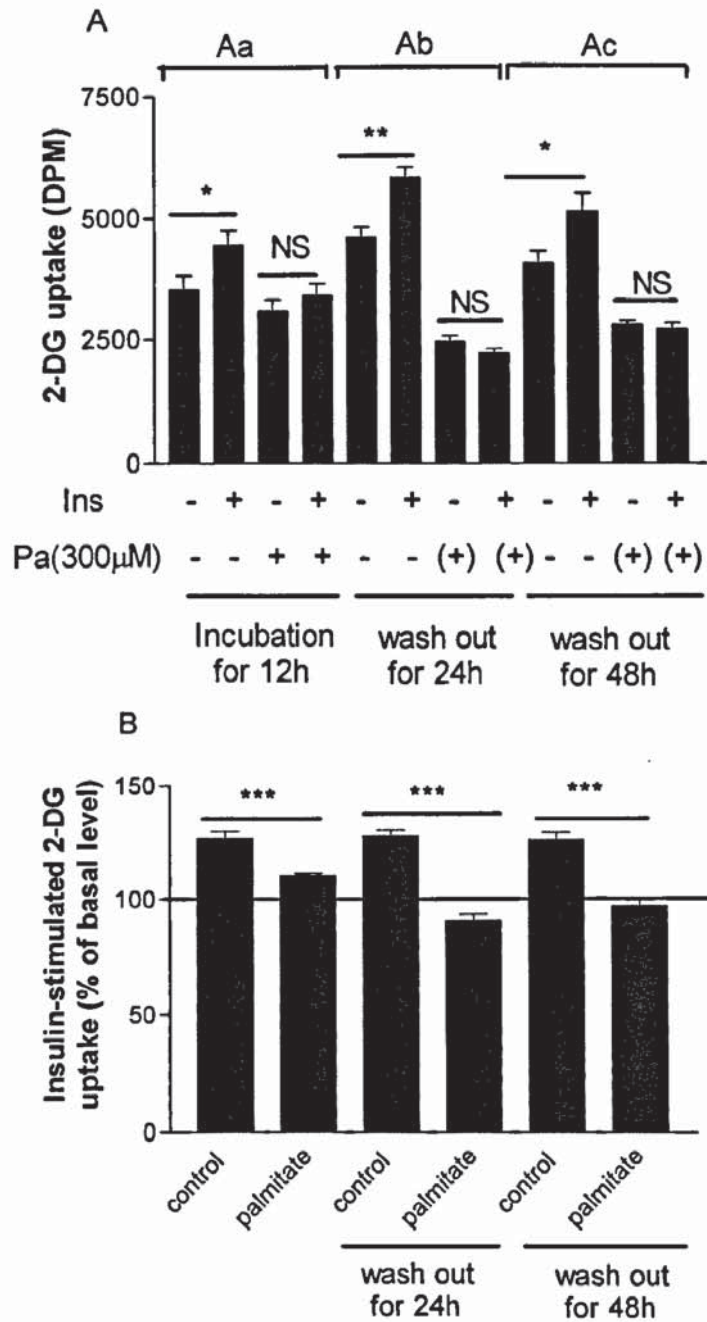 A
Aa Ab Ac
7500
5000
2500
0
2-DG uptake (DPM)
* NS ** NS * NS
Ins - + - + - + - + - + - +
Pa(300µM) - - + + - - (+) (+) - - (+) (+)
Incubation for 12h
wash out for 24h
wash out for 48h
B
150
100
50
0
Insulin-stimulated 2-DG
uptake (% of basal level)
*** *** ***
control palmitate control palmitate control palmitate
wash out for 24h
wash out for 48h